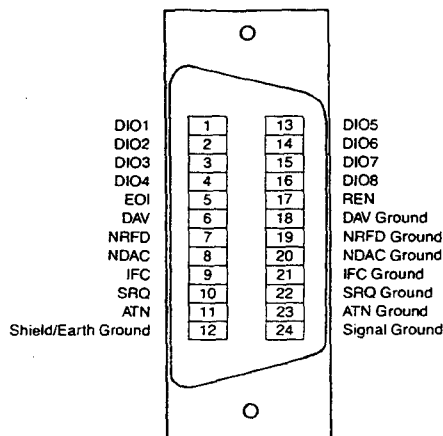 DIO1 1 13 DIO5
DIO2 2 14 DIO6
DIO3 3 15 DIO7
DIO4 4 16 DIO8
EOI 5 17 REN
DAV 6 18 DAV Ground
NRFD 7 19 NRFD Ground
NDAC 8 20 NDAC Ground
IFC 9 21 IFC Ground
SRQ 10 22 SRQ Ground
ATN 11 23 ATN Ground
Shield/Earth Ground 12 24 Signal Ground